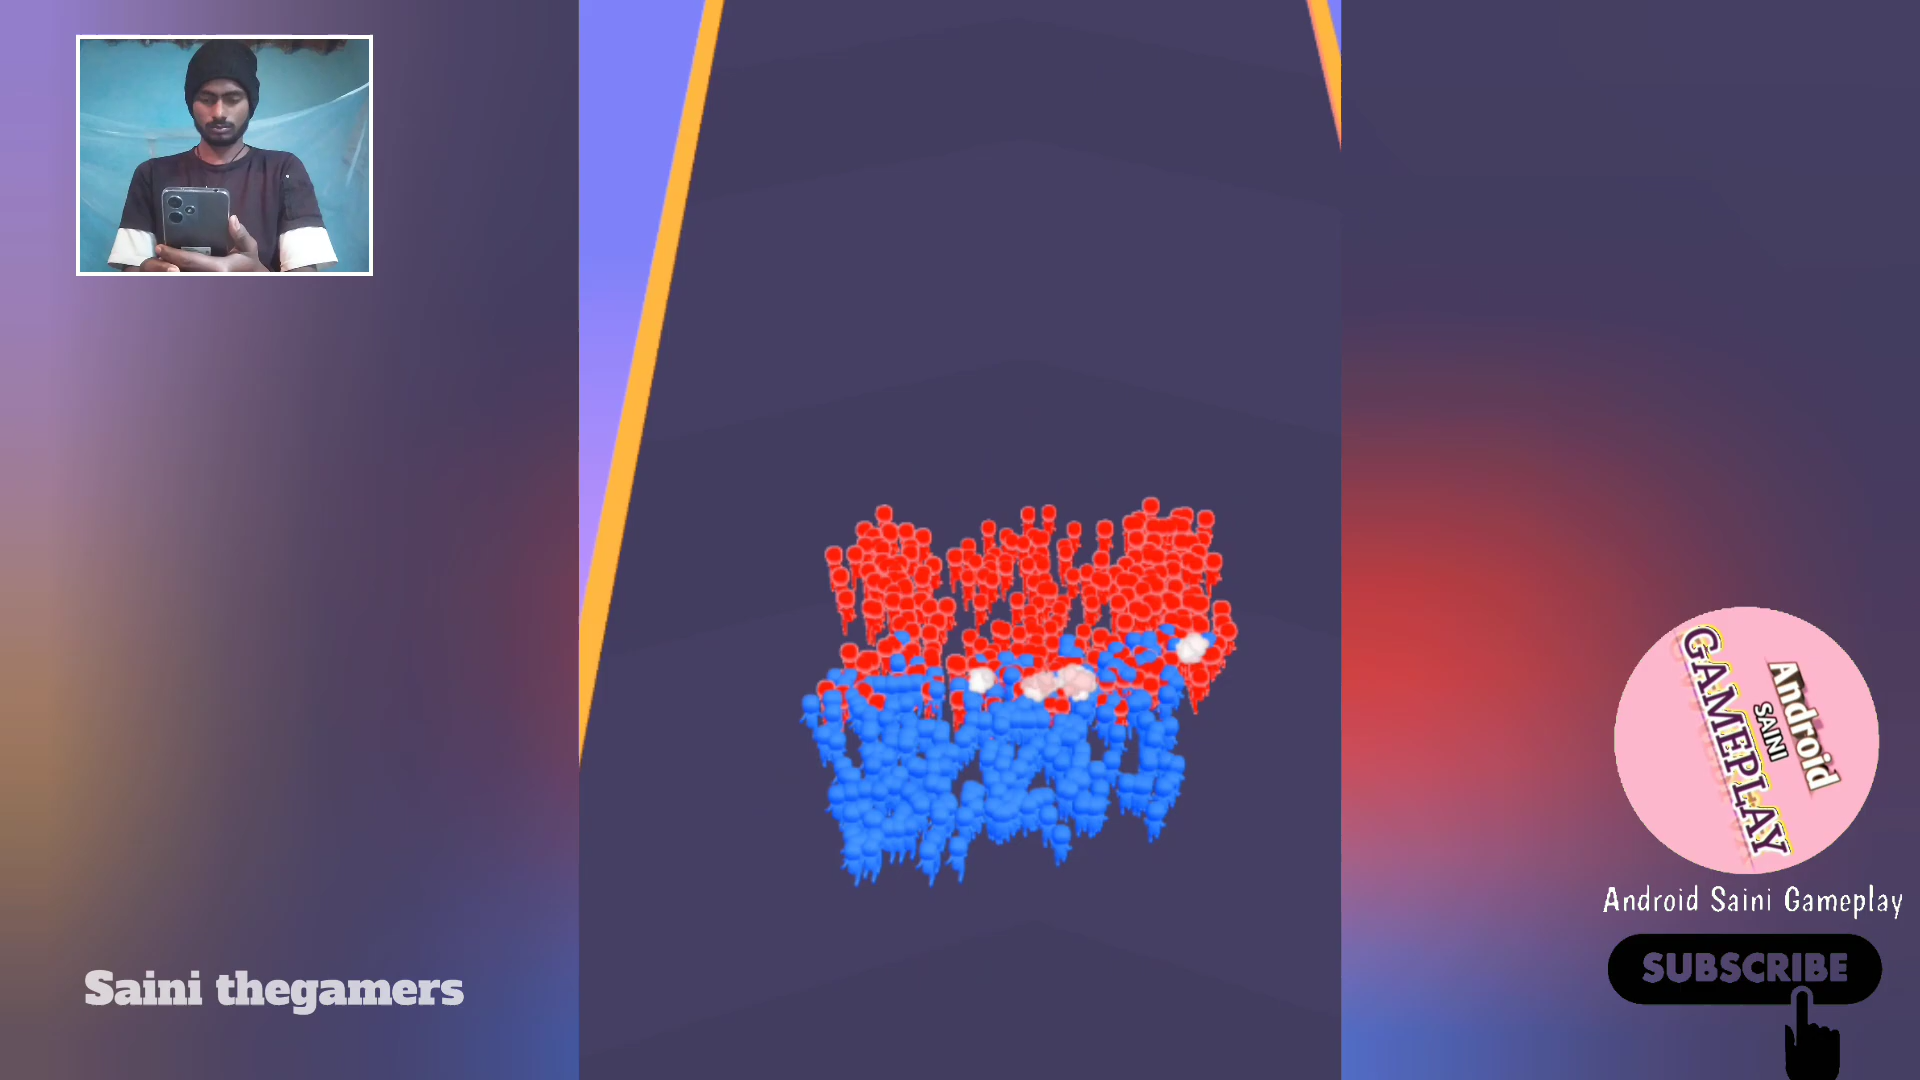 Android
SAINI
GAMEPLAY
Android Saini Gameplay
SUBSCRIBE
Saini thegamers